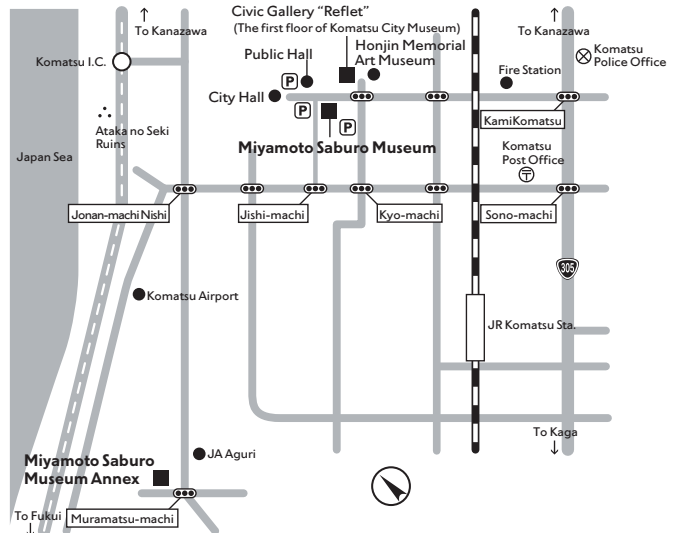 Civic Gallery “Reflet”
(The first floor of Komatsu City Museum)
To Kanazawa
To Kanazawa
Komatsu I.C.
Public Hall
Honjin Memorial
Art Museum
Komatsu
Police Office
Fire Station
P
City Hall
P
P
KamiKomatsu
Ataka no Seki
Ruins
Miyamoto Saburo Museum
Komatsu
Post Office
Japan Sea
〒
Jonan-machi Nishi
Jishi-machi
Kyo-machi
Sono-machi
305
Komatsu Airport
JR Komatsu Sta.
To Kaga
JA Aguri
Miyamoto Saburo
Museum Annex
To Fukui
Muramatsu-machi